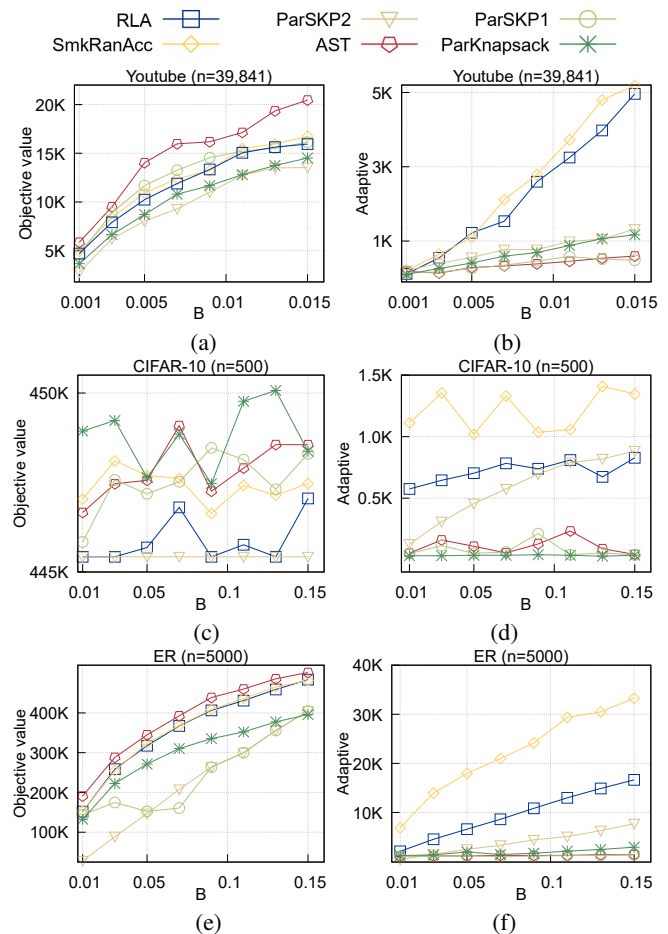 RLA ParSKP2 ParSKP1
SmkRanAcc AST ParKnapsack
Youtube (n=39,841)
Objective value
20K
15K
10K
5K
0.001 0.005 0.01 0.015
B
(a)
Youtube (n=39,841)
Adaptive
5K
3K
1K
0.001 0.005 0.01 0.015
B
(b)
CIFAR-10 (n=500)
Objective value
450K
445K
0.01 0.05 0.1 0.15
B
(c)
CIFAR-10 (n=500)
Adaptive
1.5K
1.0K
0.5K
0.01 0.05 0.1 0.15
B
(d)
ER (n=5000)
Objective value
400K
300K
200K
100K
0.01 0.05 0.1 0.15
B
(e)
ER (n=5000)
Adaptive
40K
30K
20K
10K
0.01 0.05 0.1 0.15
B
(f)